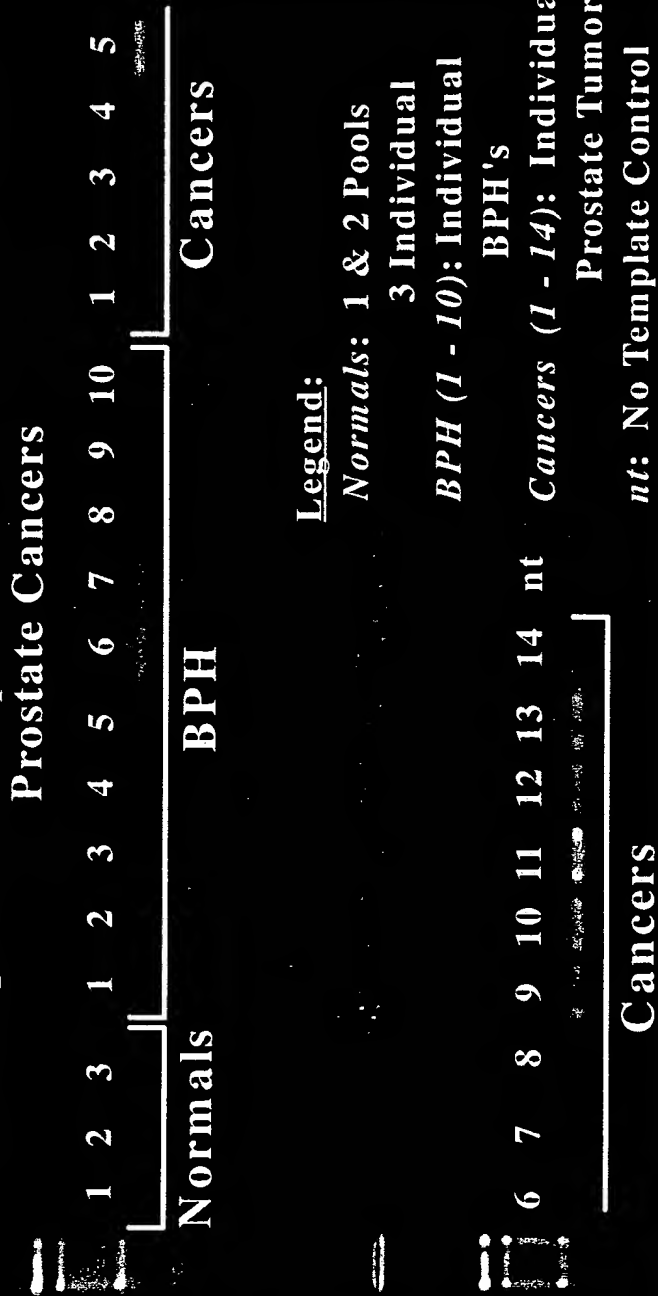 Prostate Cancers
1 2 3 1 2 3 4 5 6 7 8 9 10 1 2 3 4 5
Normals BPH Cancers
Legend:
Normals: 1 & 2 Pools
3 Individual
BPH (1 - 10): Individual
BPH's
6 7 8 9 10 11 12 13 14 nt
Cancers (1 - 14):
Prostate Tumor
Cancers
nt: No Template Control